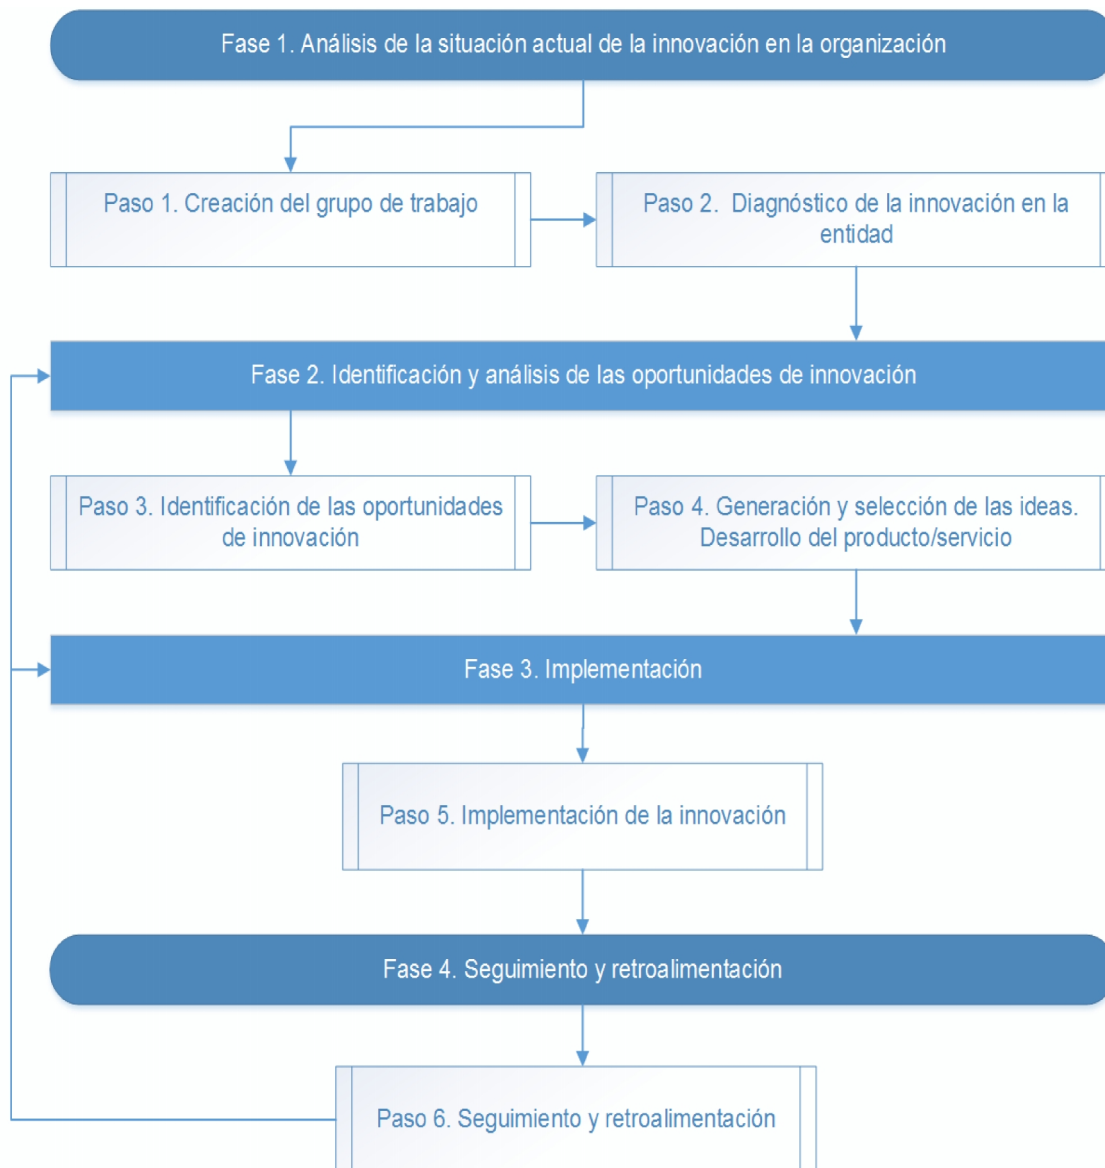 Fase 1. Análisis de la situación actual de la innovación en la organización
Paso 1. Creación del grupo de trabajo
Paso 2.  Diagnóstico de la innovación en la
entidad
Fase 2. Identificación y análisis de las oportunidades de innovación
Paso 3. Identificación de las oportunidades
de innovación
Paso 4. Generación y selección de las ideas.
Desarrollo del producto/servicio
Fase 3. Implementación
Paso 5. Implementación de la innovación
Fase 4. Seguimiento y retroalimentación
Paso 6. Seguimiento y retroalimentación